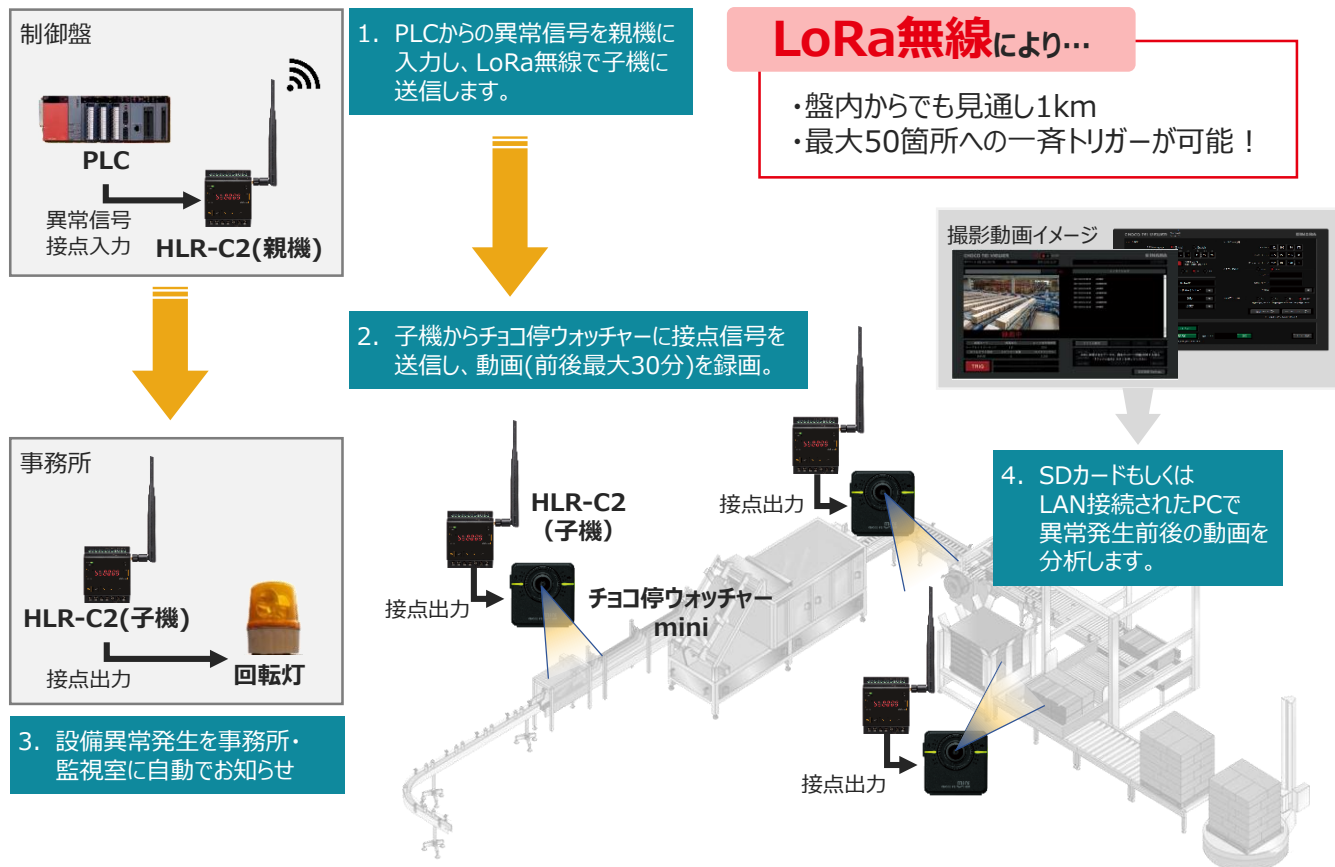 制御盤
PLC
異常信号
接点入力
HLR-C2(親機)
1. PLCからの異常信号を親機に
入力し、LoRa無線で子機に
送信します。
LoRa無線により…
・盤内からでも見通し1km
・最大50箇所への一斉トリガーが可能！
2. 子機からチョコ停ウォッチャーに接点信号を
送信し、動画(前後最大30分)を録画。
撮影動画イメージ
CHOCO TEI WATCHER
TRIG
事務所
HLR-C2(子機)
接点出力
回転灯
3. 設備異常発生を事務所・
監視室に自動でお知らせ
HLR-C2
(子機)
接点出力
チョコ停ウォッチャー
mini
接点出力
接点出力
mini
4. SDカードもしくは
LAN接続されたPCで
異常発生前後の動画を
分析します。